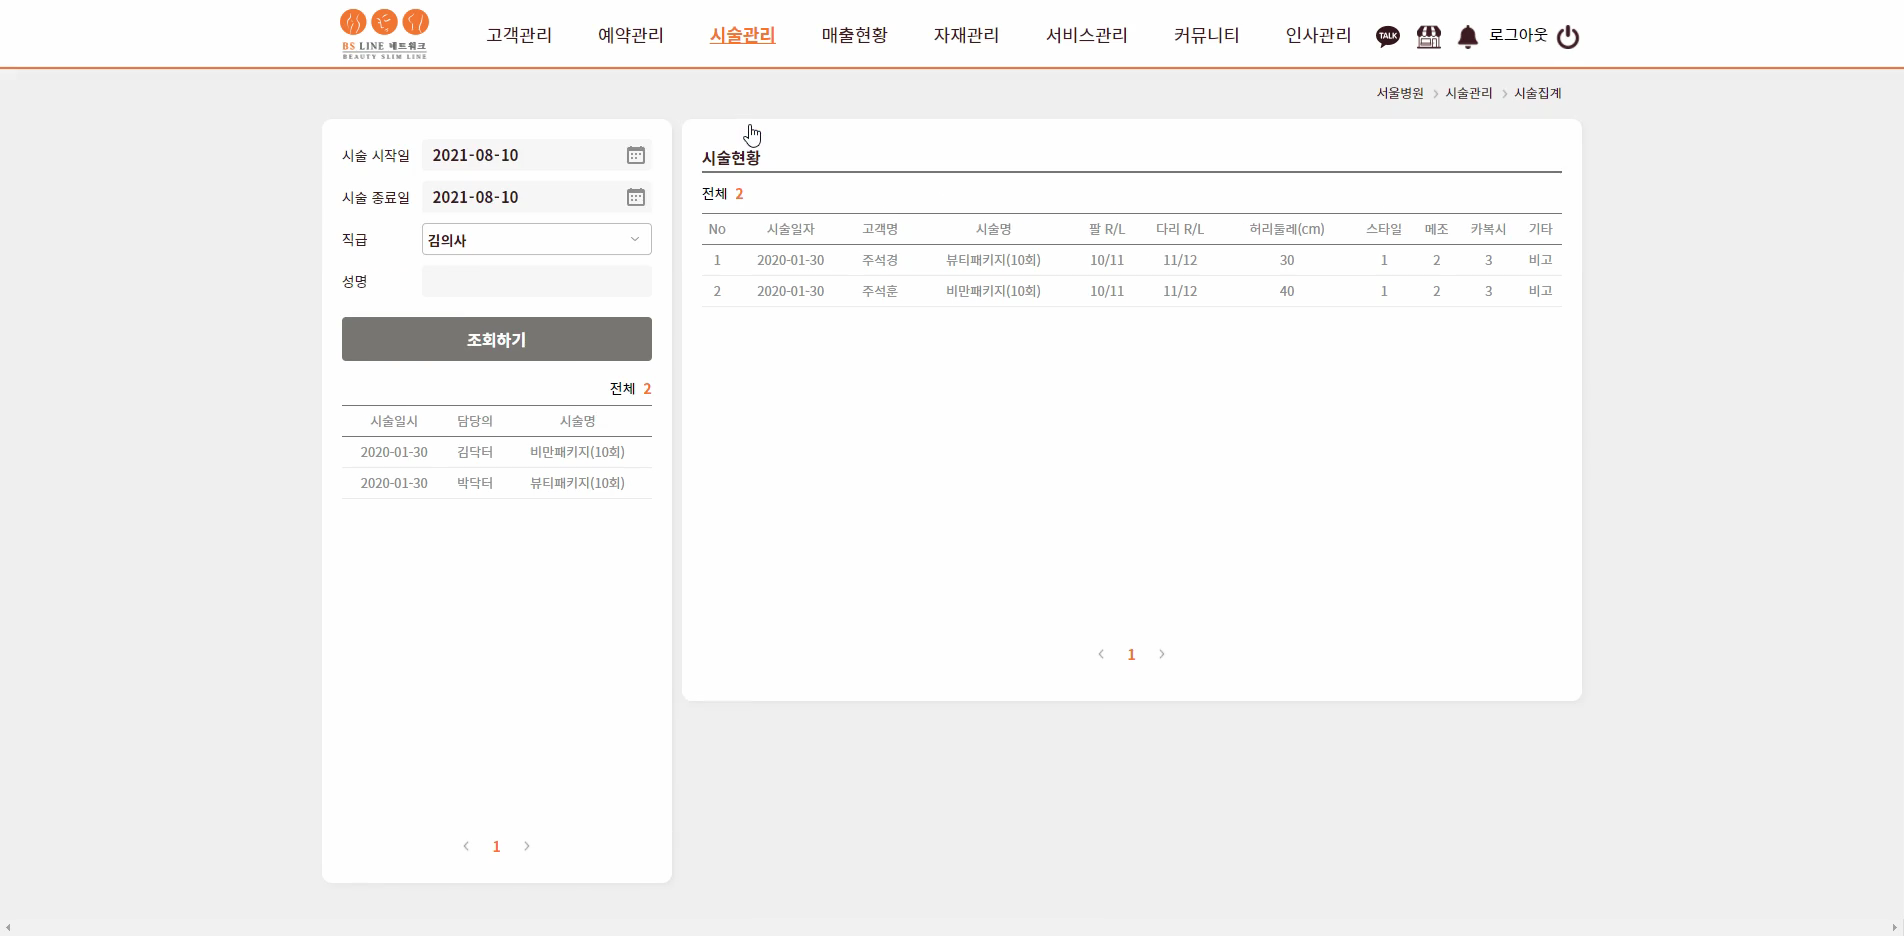 BS LINE 네트워크
BEAUTY SLIM LINE
고객관리 예약관리 시술관리 매출현황 자재관리 서비스관리 커뮤니티 인사관리 TALK 로그아웃
서울병원 > 시술관리 > 시술집계
시술 시작일 2021-08-10
시술 종료일 2021-08-10
직급 김의사
성명
조회하기
전체 2
시술일시 담당의 시술명
2020-01-30 김닥터 비만패키지(10회)
2020-01-30 박닥터 뷰티패키지(10회)
< 1 >
시술현황
전체 2
No 시술일자 고객명 시술명 팔 R/L 다리 R/L 허리둘레(cm) 스타일 메조 카복시 기타
1 2020-01-30 주석경 뷰티패키지(10회) 10/11 11/12 30 1 2 3 비고
2 2020-01-30 주석훈 비만패키지(10회) 10/11 11/12 40 1 2 3 비고
< 1 >